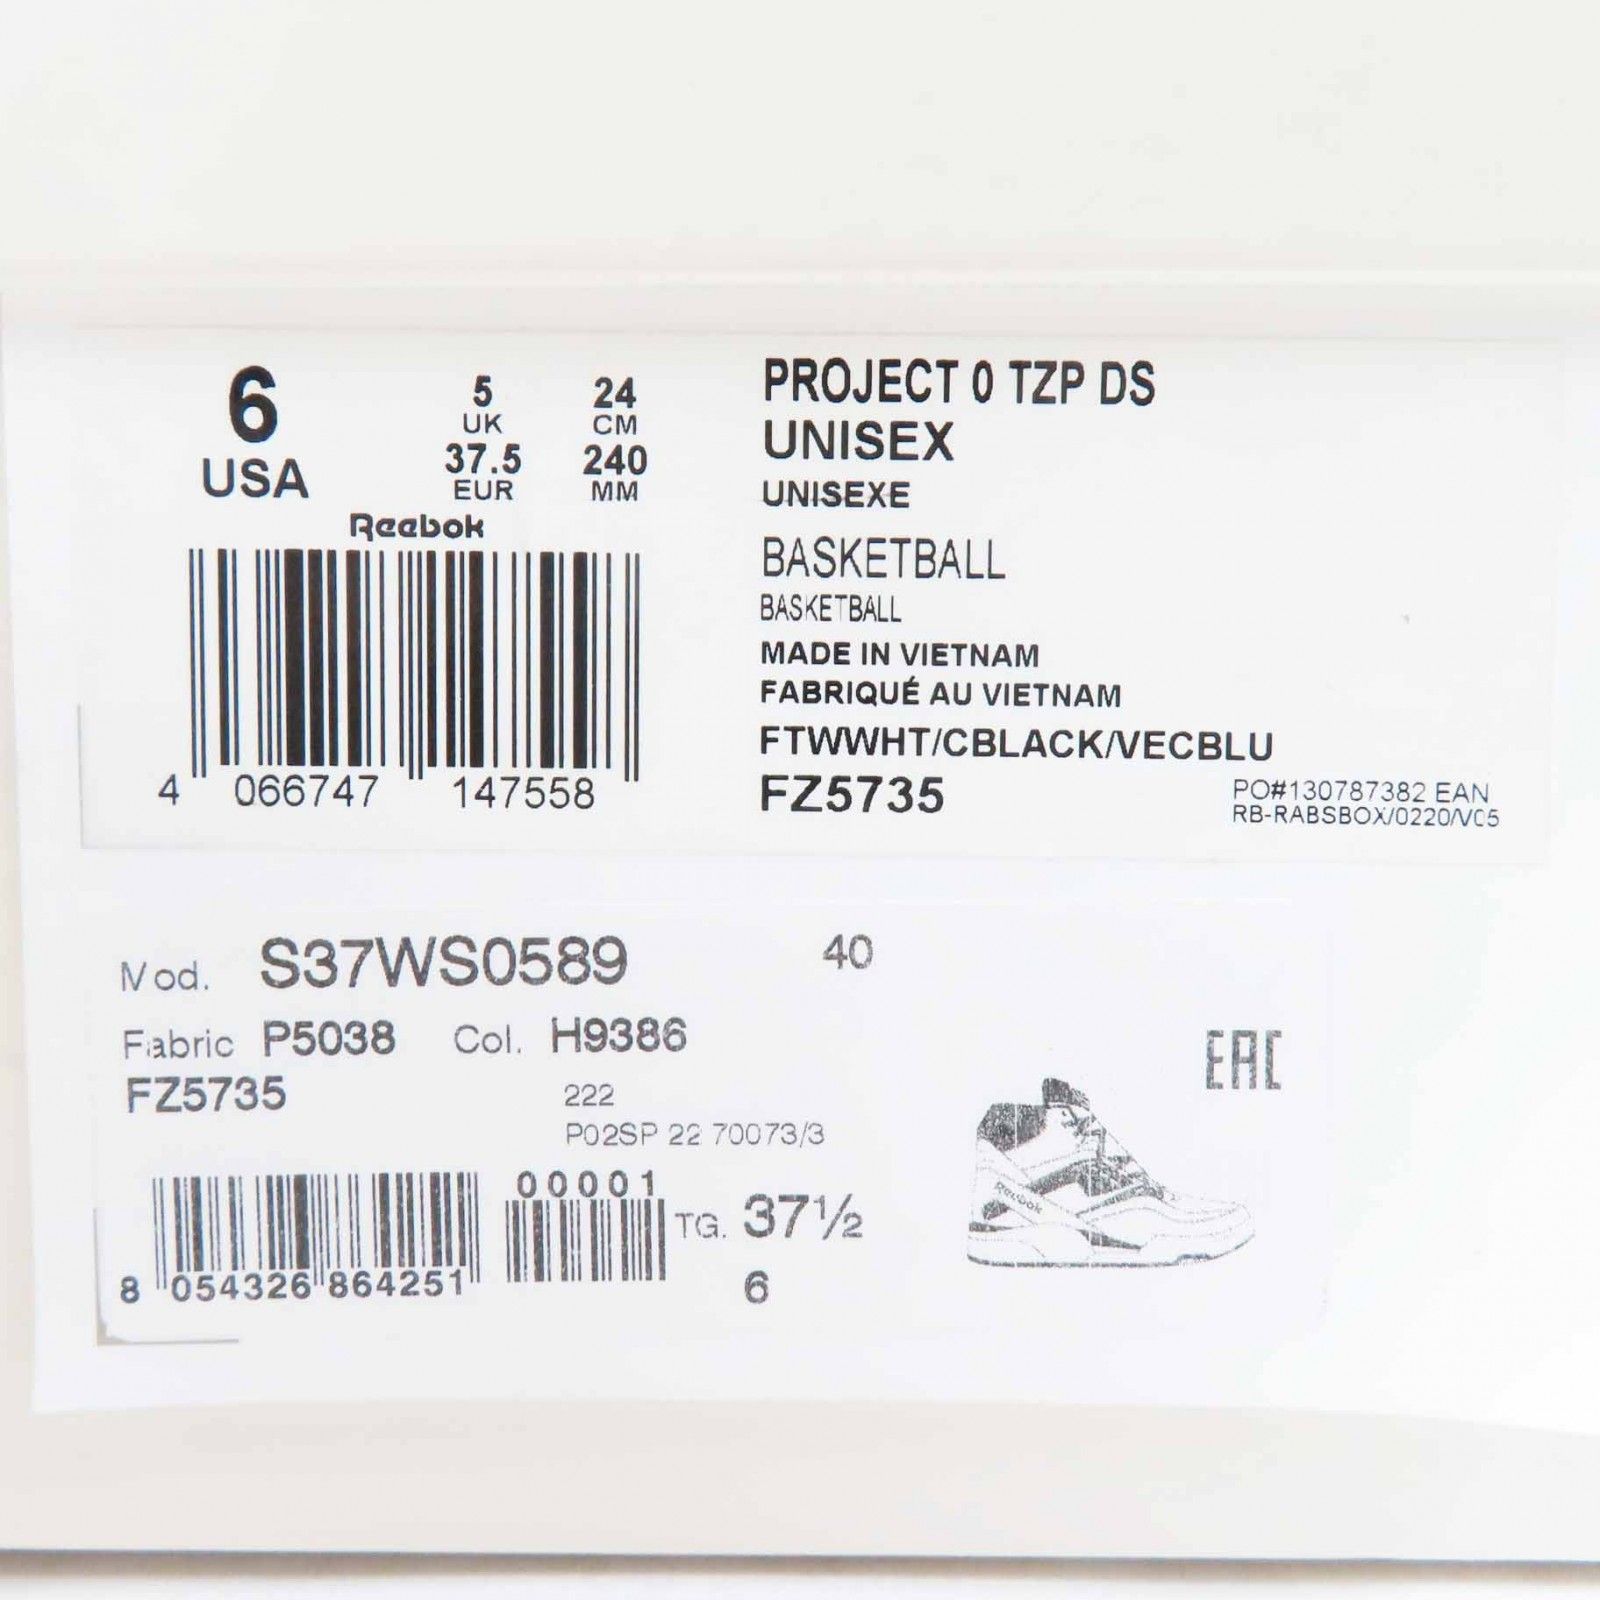 6 USA
5 UK 24 CM
37.5 EUR 240 MM
Reebok
4 066747 147558
PROJECT 0 TZP DS
UNISEX
UNISEXE
BASKETBALL
BASKETBALL
MADE IN VIETNAM
FABRIQUÉ AU VIETNAM
FTWWHT/CBLACK/VECBLU
FZ5735
PO#130787382 EAN
RB-RABSBOX/0220/V05
Mod. S37WS0589 40
Fabric P5038 Col. H9386
FZ5735
222
P02SP 22 70073/3
EAC
Reebok
00001
8 054326 864251
TG. 37½
6